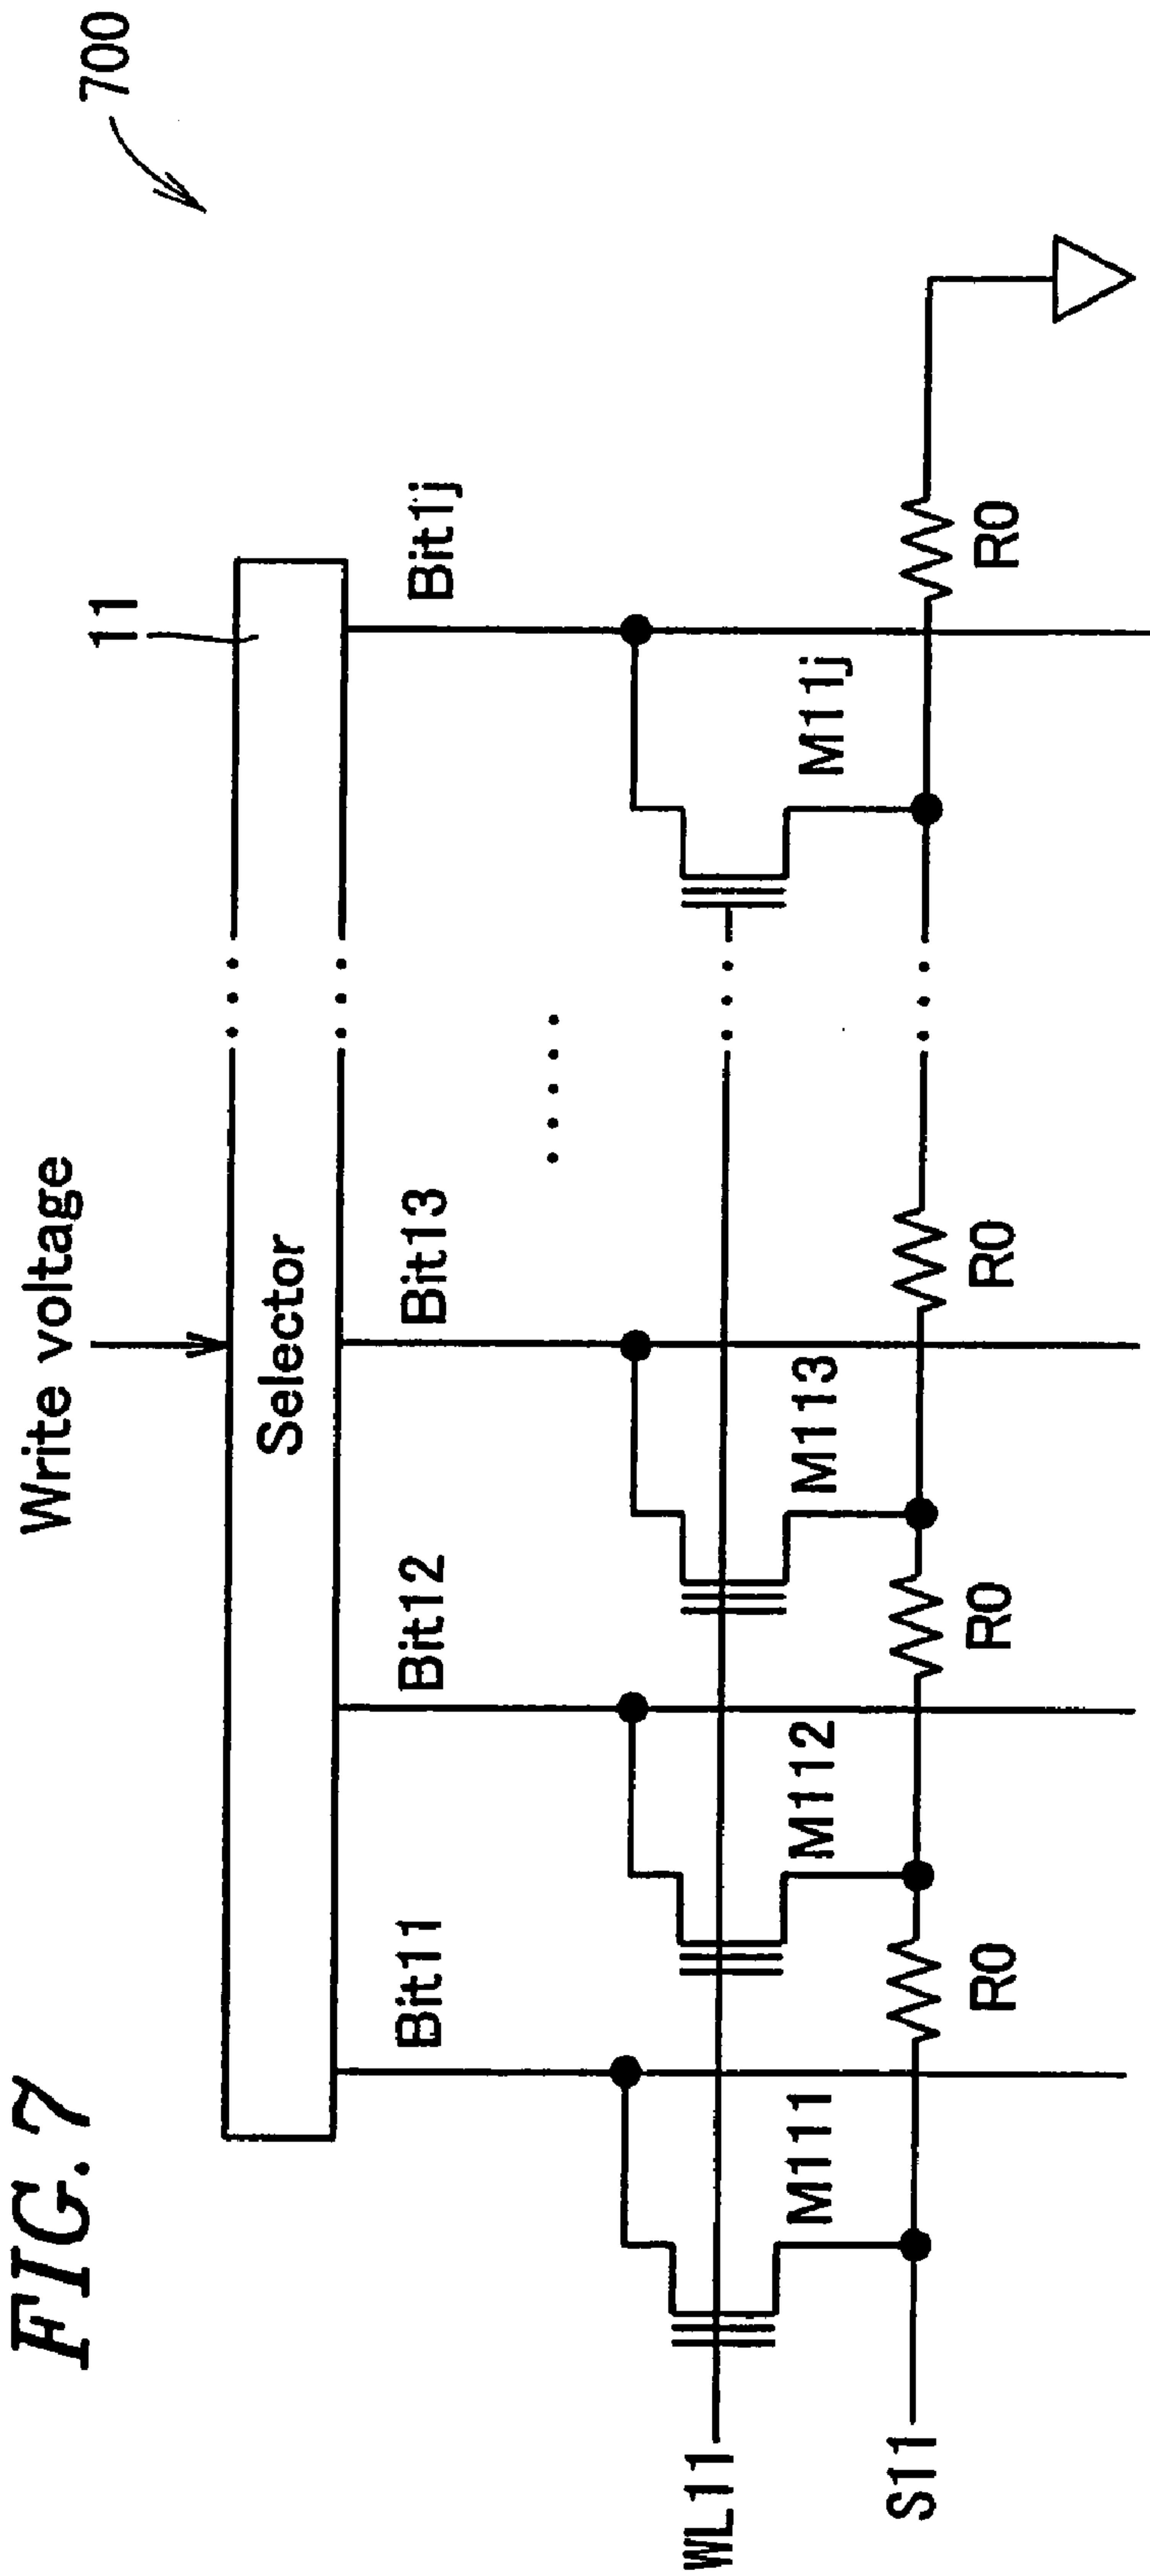 FIG. 7
700
Write voltage
11
Selector
Bit11
Bit12
Bit13
Bit1j
WL11
M111
M112
M113
M11j
S11
R0
R0
R0
R0